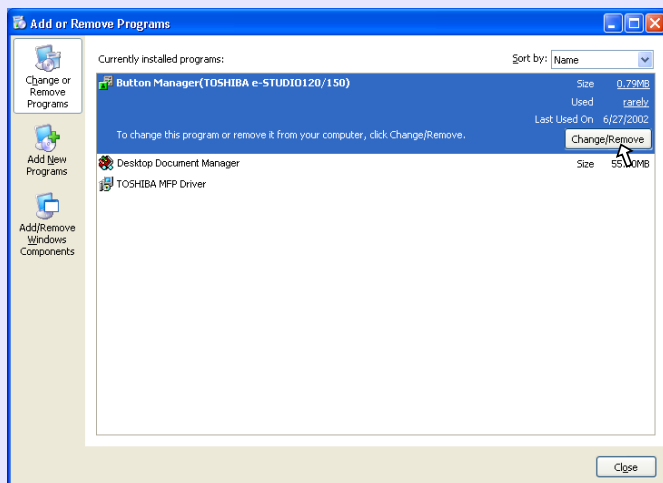 Add or Remove Programs
Change or
Remove
Programs
Add New
Programs
Add/Remove
Windows
Components
Currently installed programs:
Sort by: Name
Button Manager(TOSHIBA e-STUDIO120/150)
Size 0.79MB
Used rarely
Last Used On 6/27/2002
To change this program or remove it from your computer, click Change/Remove.
Change/Remove
Desktop Document Manager
Size
TOSHIBA MFP Driver
Close